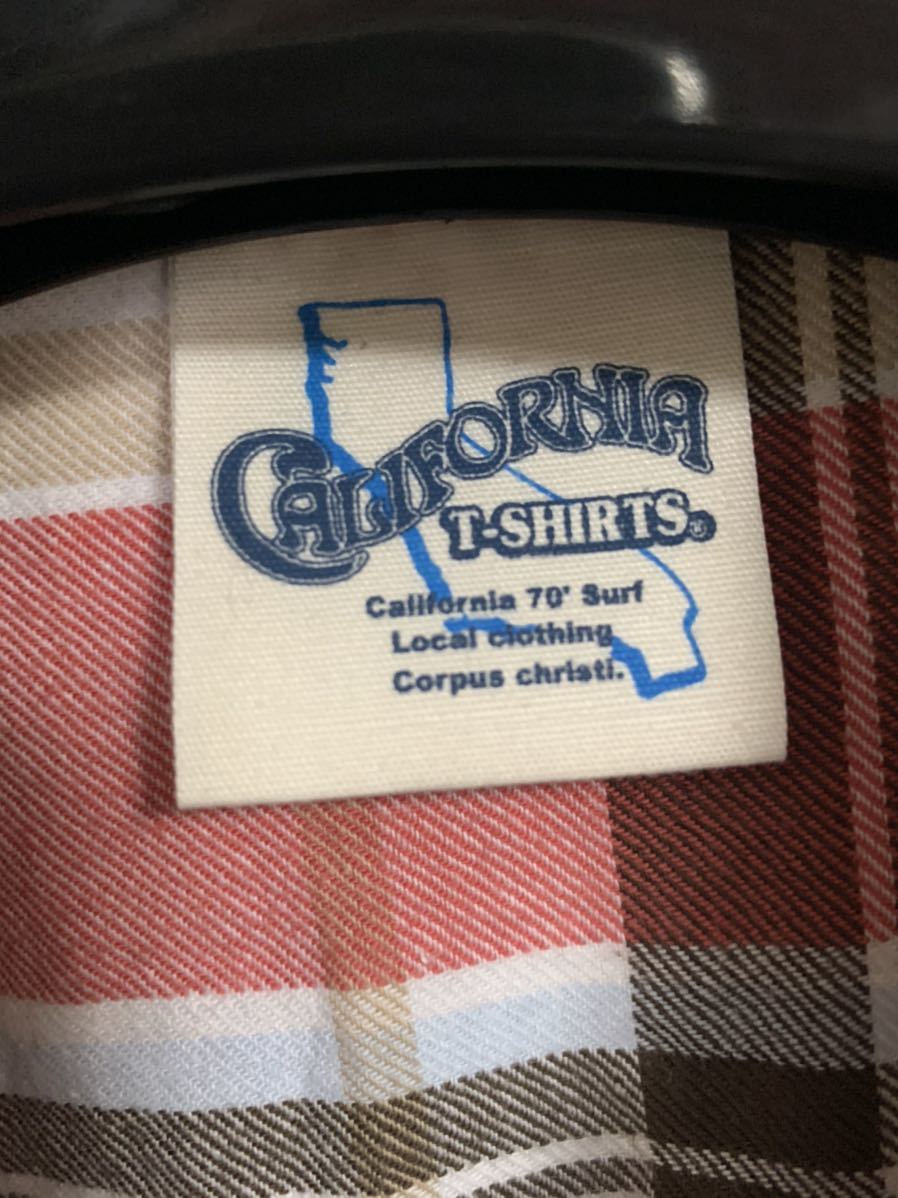 CALIFORNIA
T-SHIRTS®
California 70' Surf
Local clothing
Corpus christi.